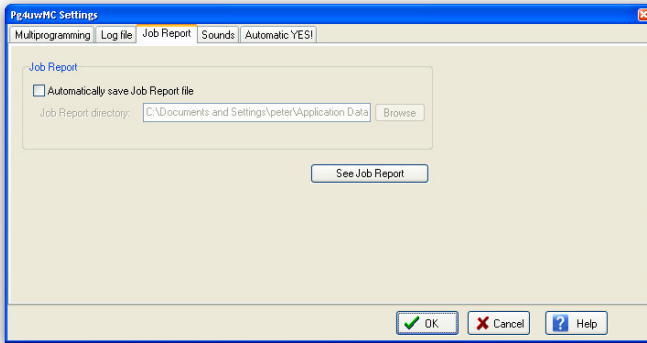 Pg4uwMC Settings
Multiprogramming Log file Job Report Sounds Automatic YES!
Job Report
Automatically save Job Report file
Job Report directory: C:\Documents and Settings\peter\Application Data Browse
See Job Report
OK Cancel Help